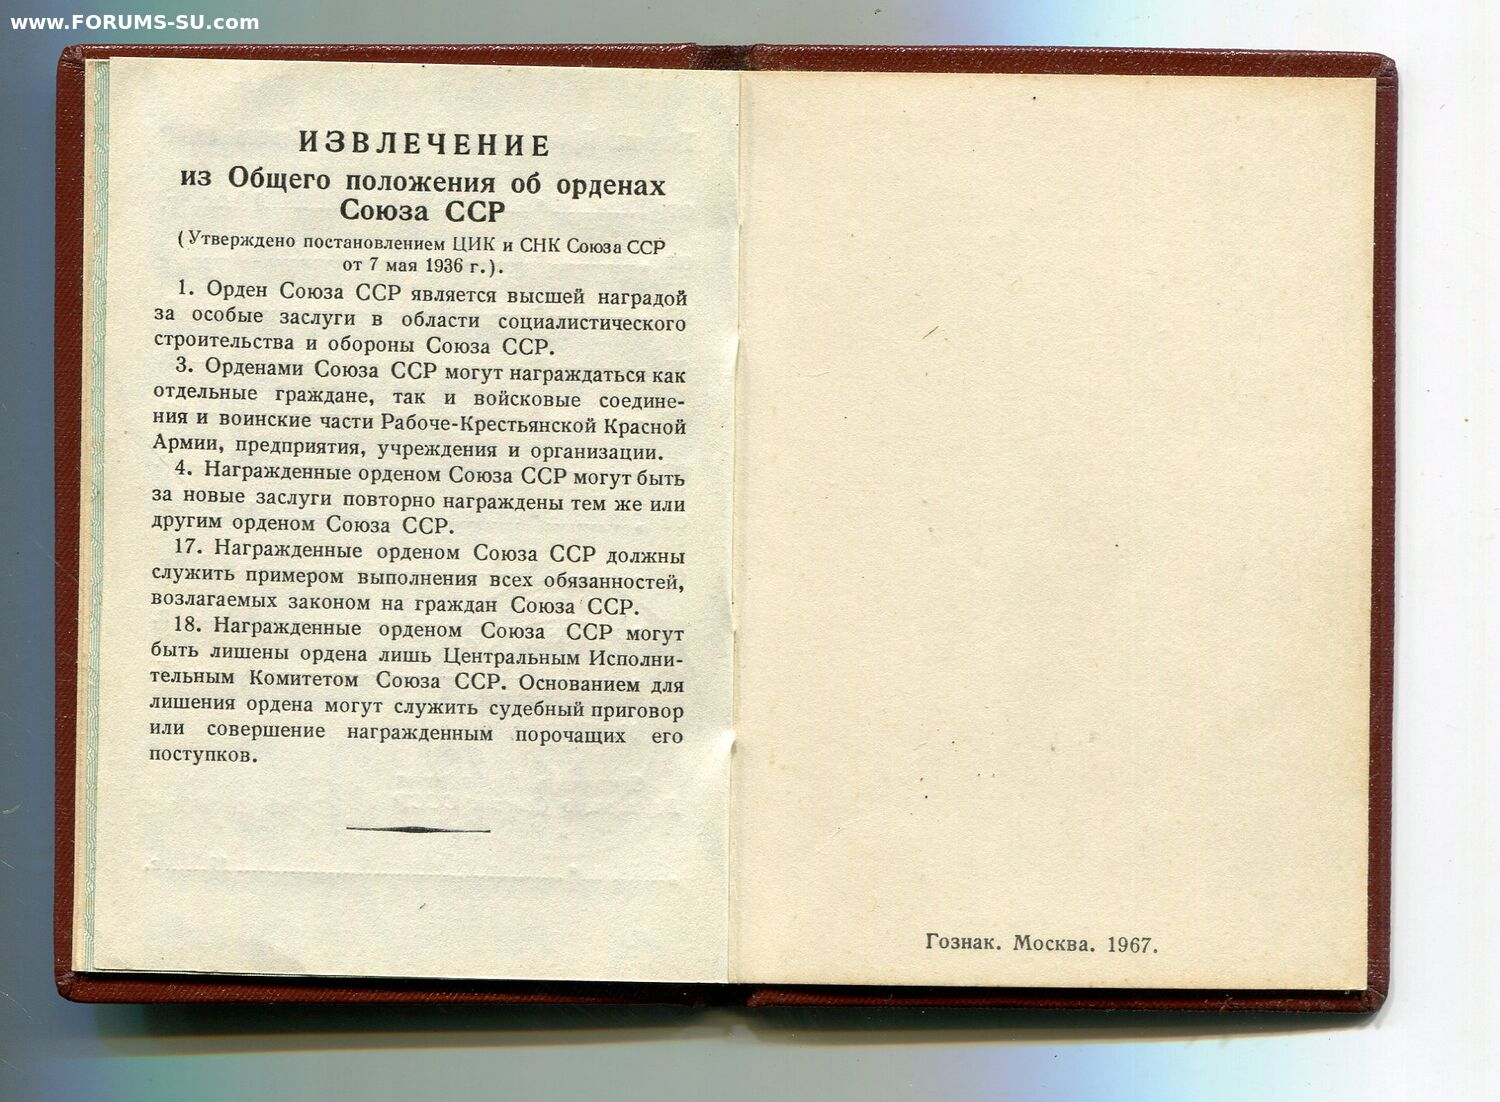 www.FORUMS-SU.com
ИЗВЛЕЧЕНИЕ
из Общего положения об орденах
Союза ССР
(Утверждено постановлением ЦИК и СНК Союза ССР
от 7 мая 1936 г.).
1. Орден Союза ССР является высшей наградой
за особые заслуги в области социалистического
строительства и обороны Союза ССР.
3. Орденами Союза ССР могут награждаться как
отдельные граждане, так и войсковые соедине-
ния и воинские части Рабоче-Крестьянской Красной
Армии, предприятия, учреждения и организации.
4. Награжденные орденом Союза ССР могут быть
за новые заслуги повторно награждены тем же или
другим орденом Союза ССР.
17. Награжденные орденом Союза ССР должны
служить примером выполнения всех обязанностей,
возлагаемых законом на граждан Союза ССР.
18. Награжденные орденом Союза ССР могут
быть лишены ордена лишь Центральным Исполни-
тельным Комитетом Союза ССР. Основанием для
лишения ордена могут служить судебный приговор
или совершение награжденным порочащих его
поступков.
Гознак. Москва. 1967.